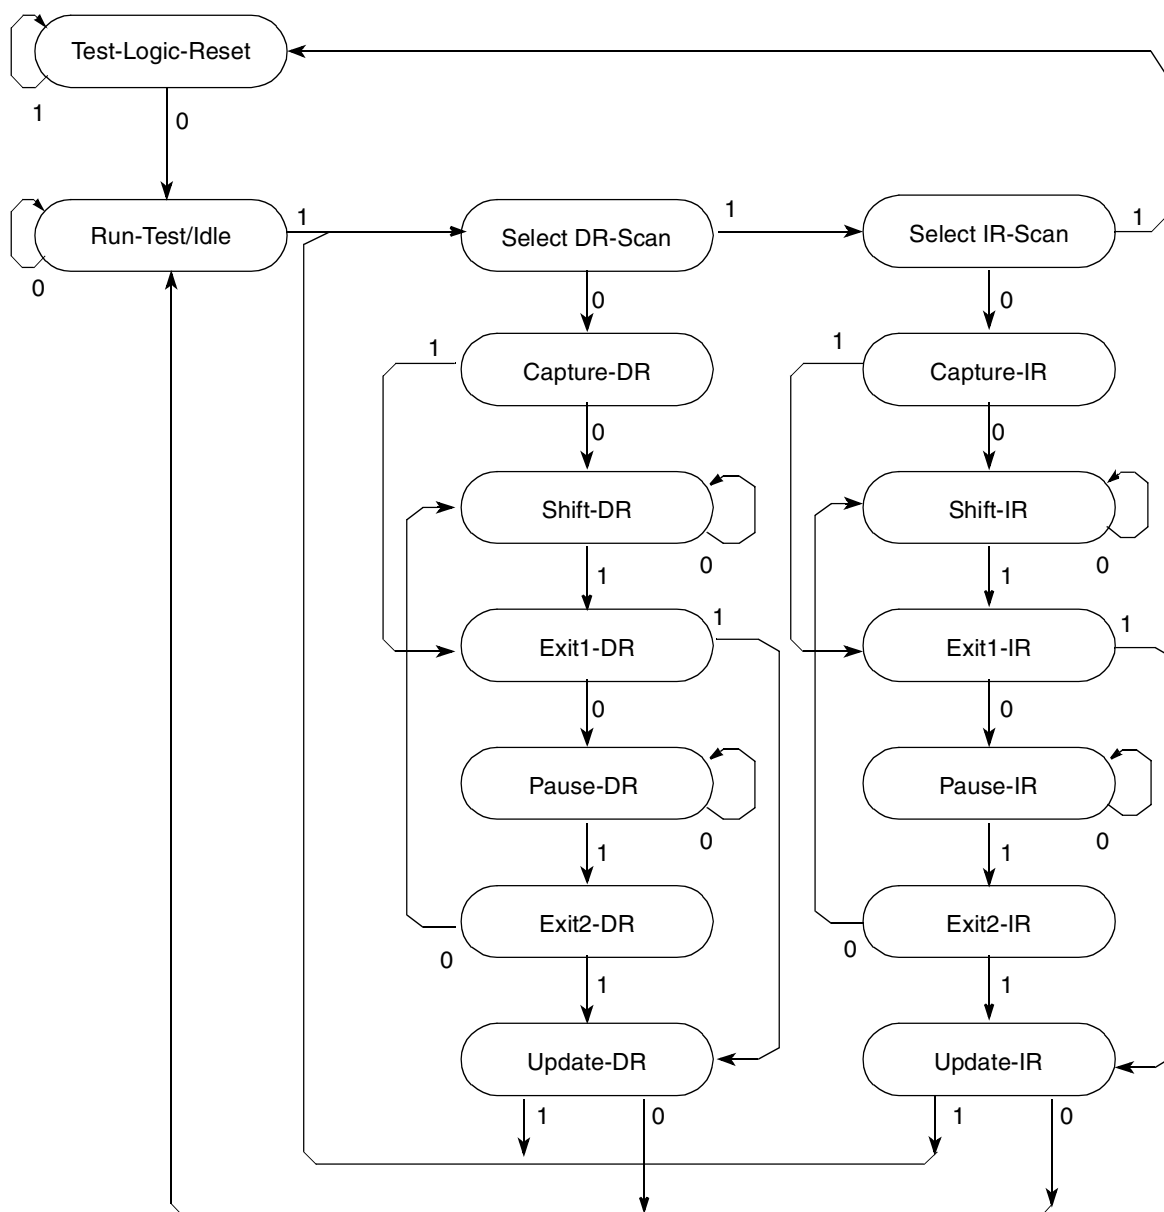 Test-Logic-Reset
1
0
Run-Test/Idle
1
Select DR-Scan
1
Select IR-Scan
1
0
0
0
1
Capture-DR
1
Capture-IR
0
0
Shift-DR
Shift-IR
0
0
1
1
Exit1-DR
1
Exit1-IR
1
0
0
Pause-DR
Pause-IR
0
0
1
1
Exit2-DR
Exit2-IR
0
0
1
1
Update-DR
Update-IR
1
0
1
0